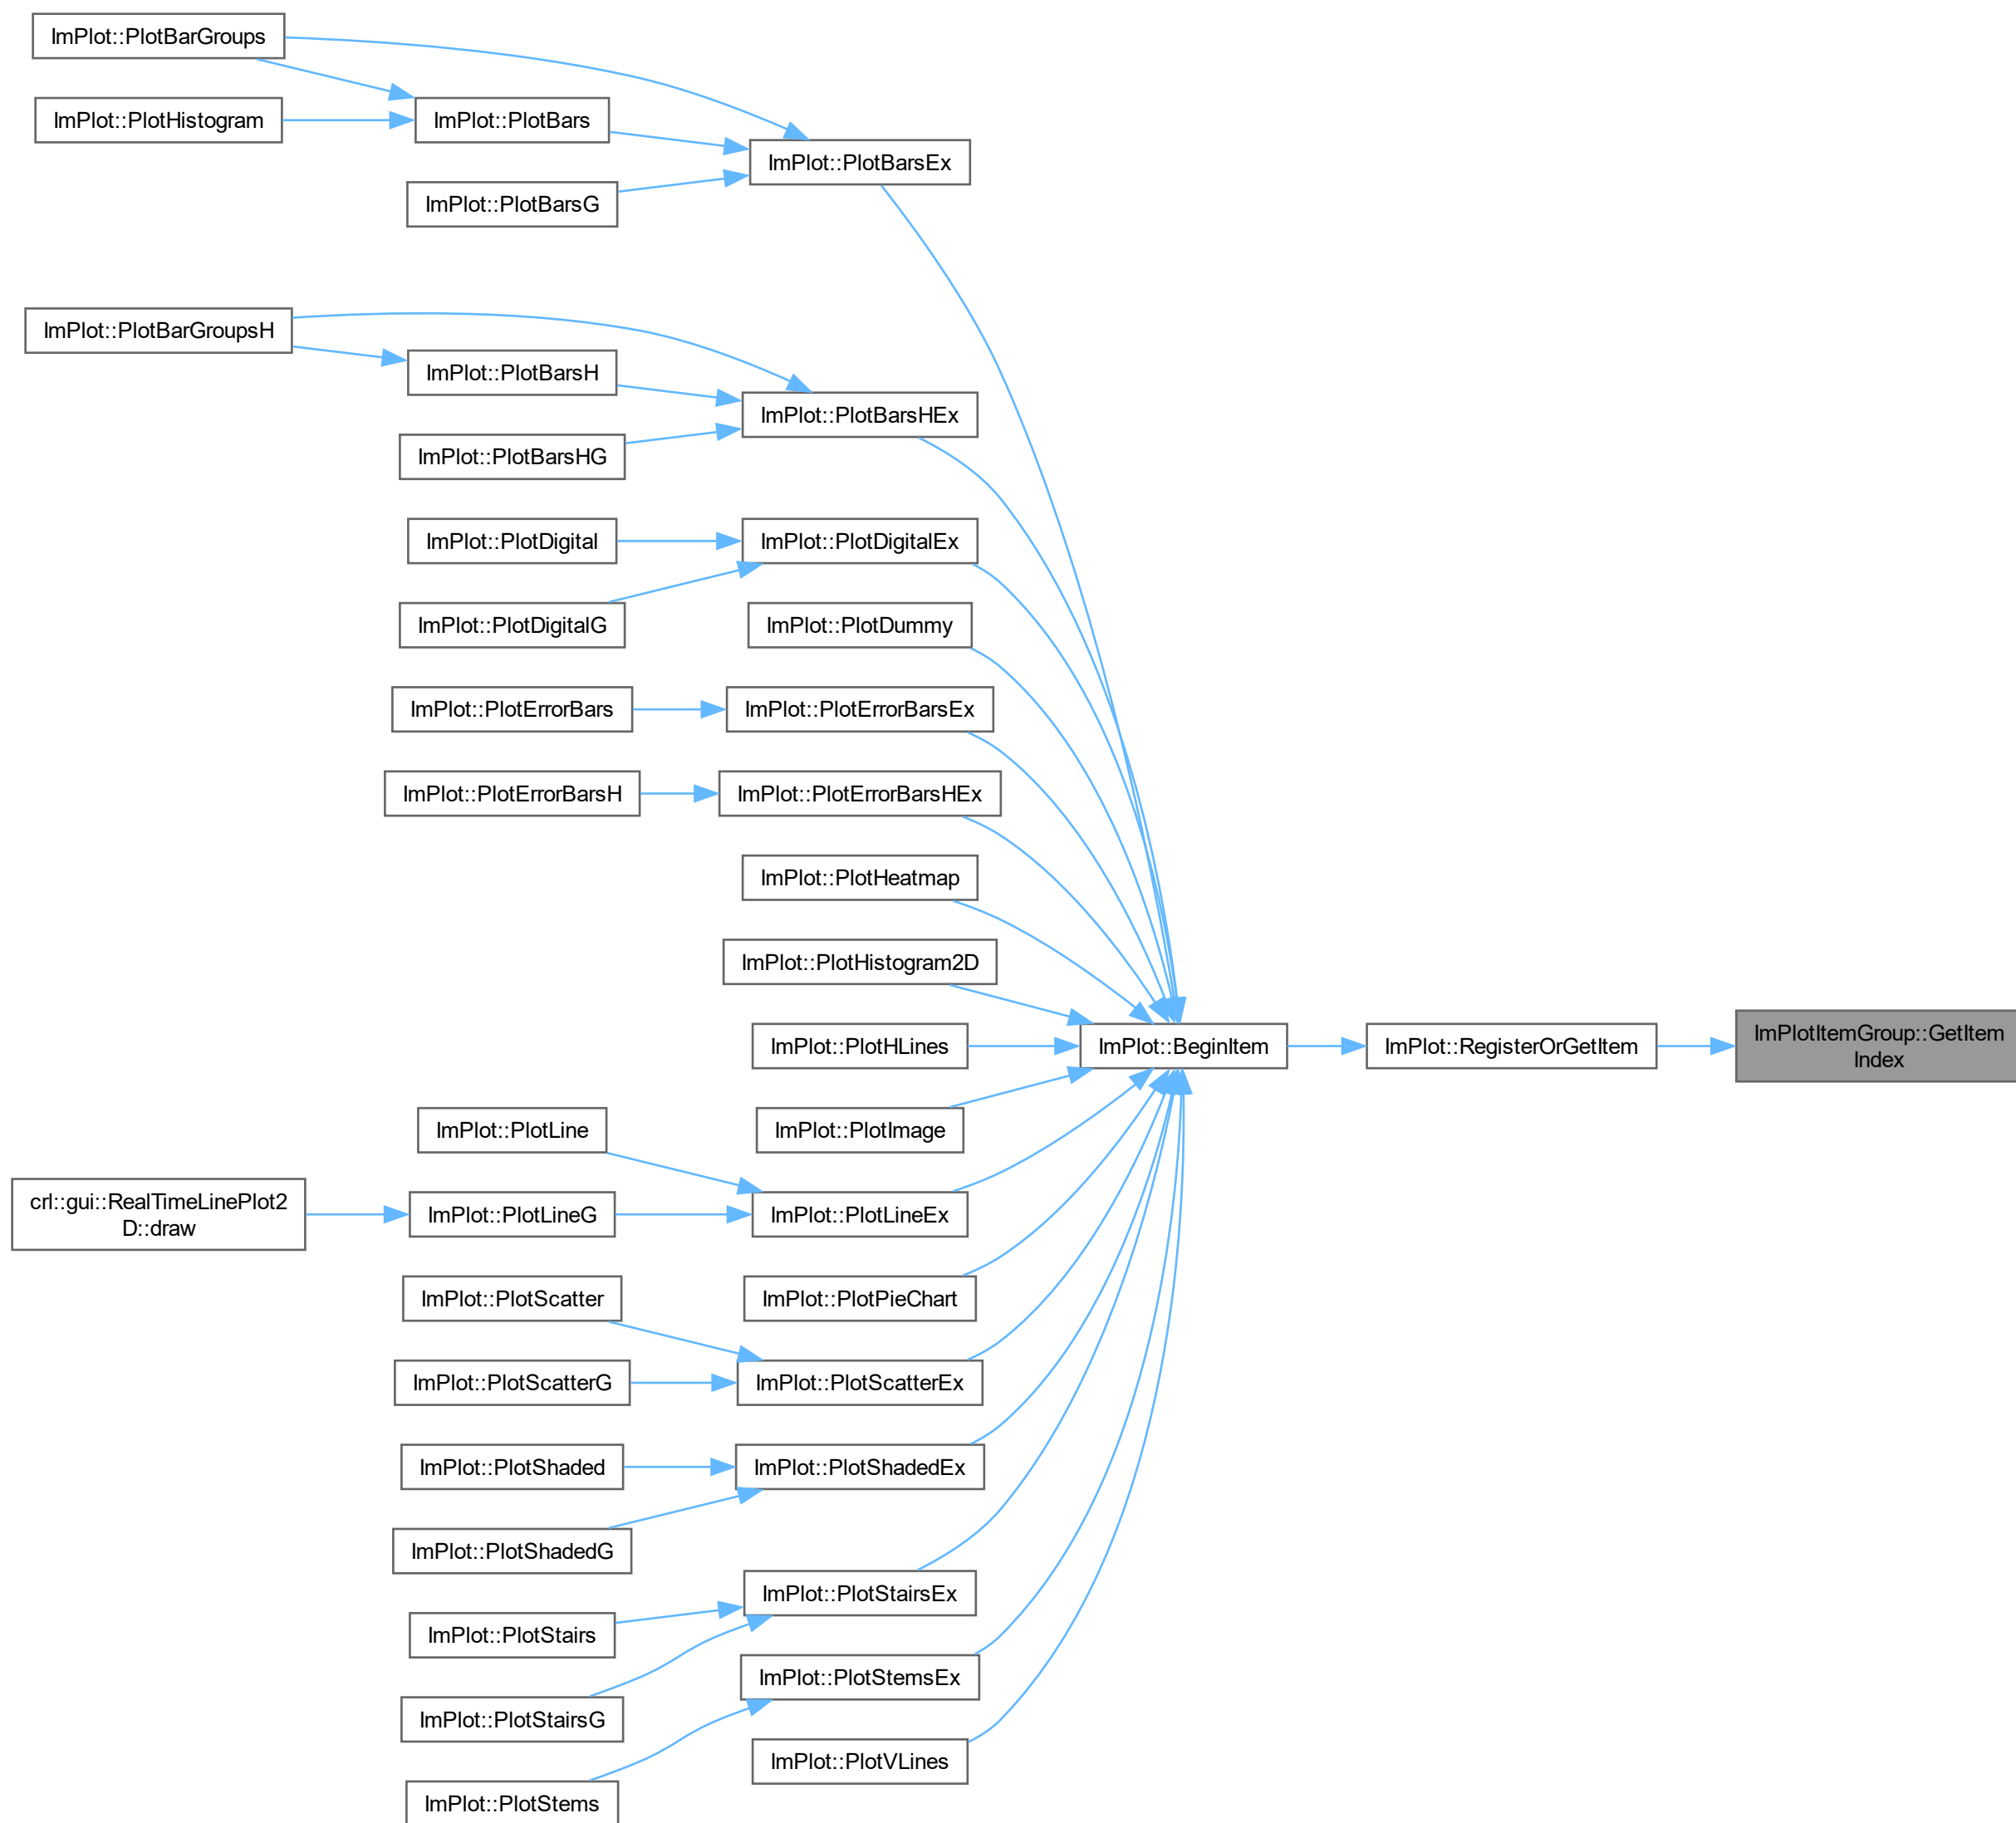 ImPlot::PlotBarGroups
ImPlot::PlotHistogram
ImPlot::PlotBars
ImPlot::PlotBarsEx
ImPlot::PlotBarsG
ImPlot::PlotBarGroupsH
ImPlot::PlotBarsH
ImPlot::PlotBarsHEx
ImPlot::PlotBarsHG
ImPlot::PlotDigital
ImPlot::PlotDigitalEx
ImPlot::PlotDigitalG
ImPlot::PlotDummy
ImPlot::PlotErrorBars
ImPlot::PlotErrorBarsEx
ImPlot::PlotErrorBarsH
ImPlot::PlotErrorBarsHEx
ImPlot::PlotHeatmap
ImPlot::PlotHistogram2D
ImPlot::PlotHLines
ImPlot::BeginItem
ImPlot::RegisterOrGetItem
ImPlotItemGroup::GetItem
Index
ImPlot::PlotImage
ImPlot::PlotLine
crl::gui::RealTimeLinePlot2
D::draw
ImPlot::PlotLineG
ImPlot::PlotLineEx
ImPlot::PlotPieChart
ImPlot::PlotScatter
ImPlot::PlotScatterG
ImPlot::PlotScatterEx
ImPlot::PlotShaded
ImPlot::PlotShadedEx
ImPlot::PlotShadedG
ImPlot::PlotStairsEx
ImPlot::PlotStairs
ImPlot::PlotStemsEx
ImPlot::PlotStairsG
ImPlot::PlotVLines
ImPlot::PlotStems